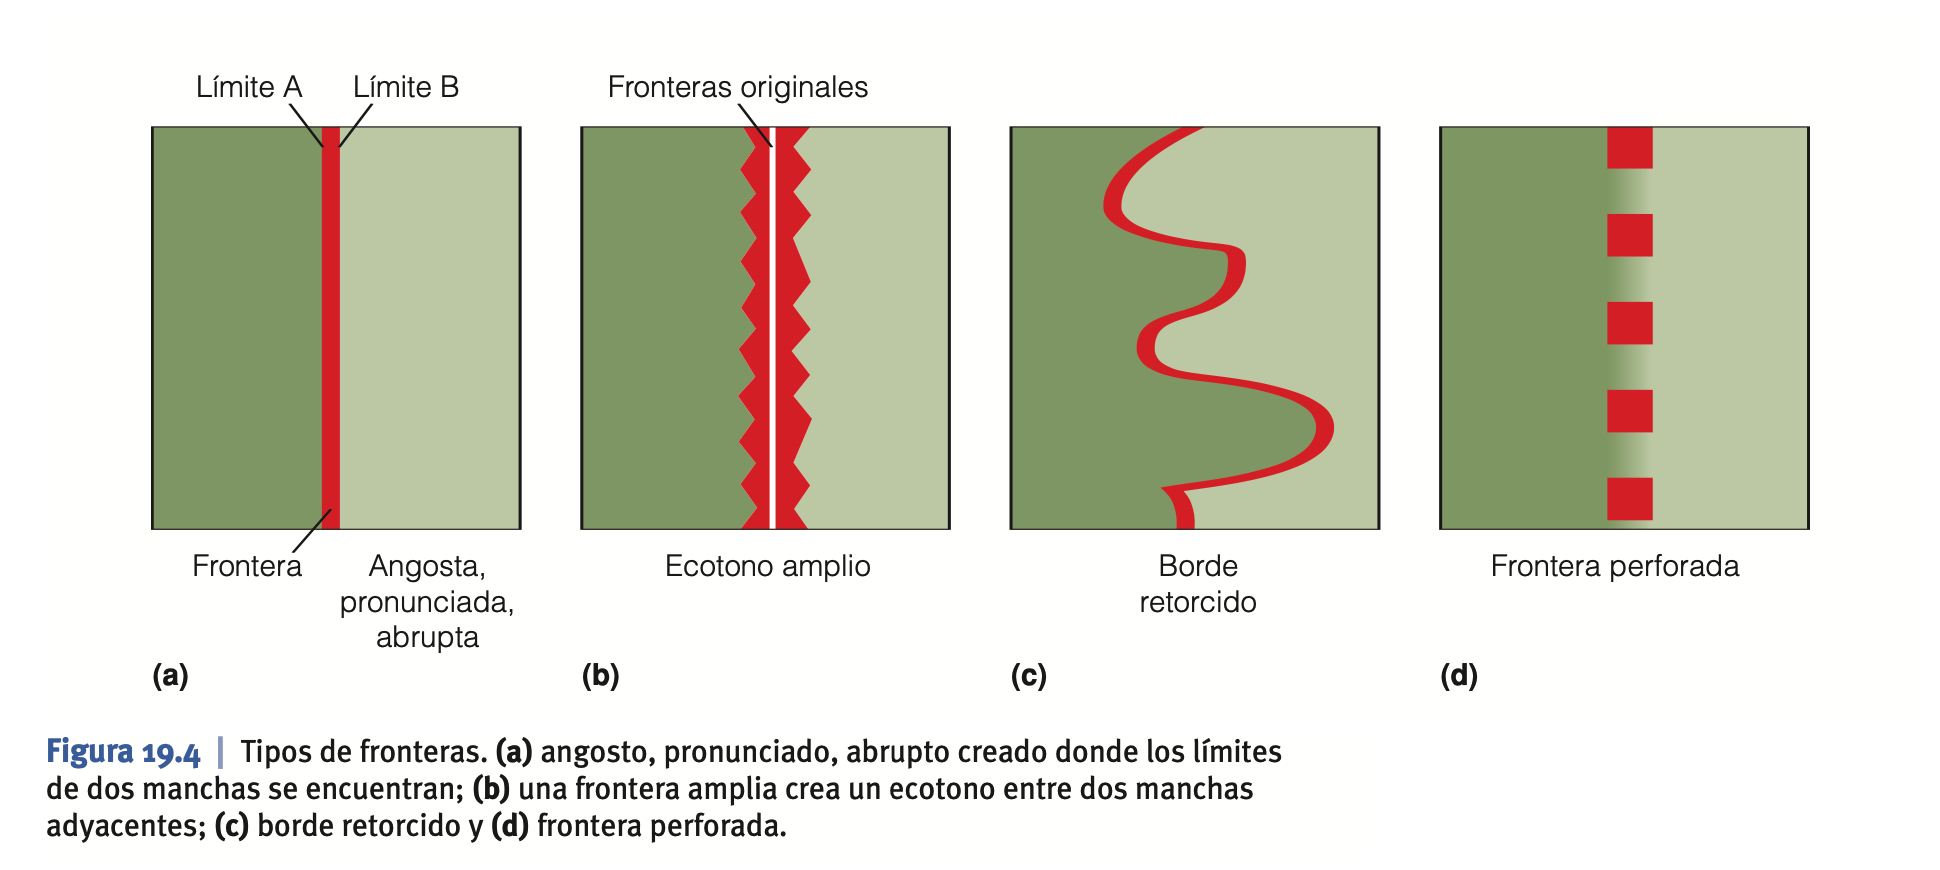 Límite A
Límite B
Fronteras originales
Frontera
Angosta,
pronunciada,
abrupta
Ecotono amplio
Borde
retorcido
Frontera perforada
(a)
(b)
(c)
(d)
Figura 19.4 | Tipos de fronteras. (a) angosto, pronunciado, abrupto creado donde los límites
de dos manchas se encuentran; (b) una frontera amplia crea un ecotono entre dos manchas
adyacentes; (c) borde retorcido y (d) frontera perforada.